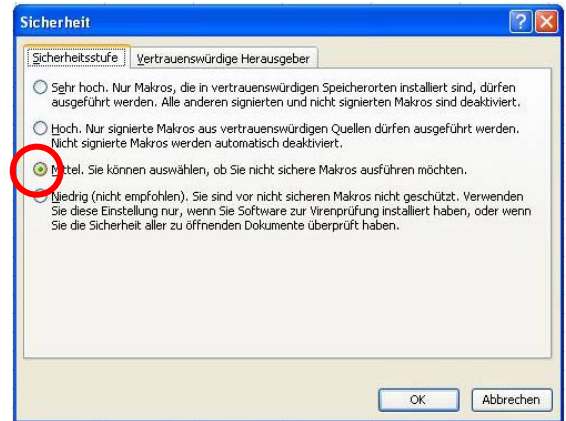 Sicherheit
Sicherheitsstufe
Vertrauenswürdige Herausgeber
Sehr hoch. Nur Makros, die in vertrauenswürdigen Speicherorten installiert sind, dürfen
ausgeführt werden. Alle anderen signierten und nicht signierten Makros sind deaktiviert.
Hoch. Nur signierte Makros aus vertrauenswürdigen Quellen dürfen ausgeführt werden.
Nicht signierte Makros werden automatisch deaktiviert.
Mittel. Sie können auswählen, ob Sie nicht sichere Makros ausführen möchten.
Niedrig (nicht empfohlen). Sie sind vor nicht sicheren Makros nicht geschützt. Verwenden
Sie diese Einstellung nur, wenn Sie Software zur Virenprüfung installiert haben, oder wenn
Sie die Sicherheit aller zu öffnenden Dokumente überprüft haben.
OK
Abbrechen